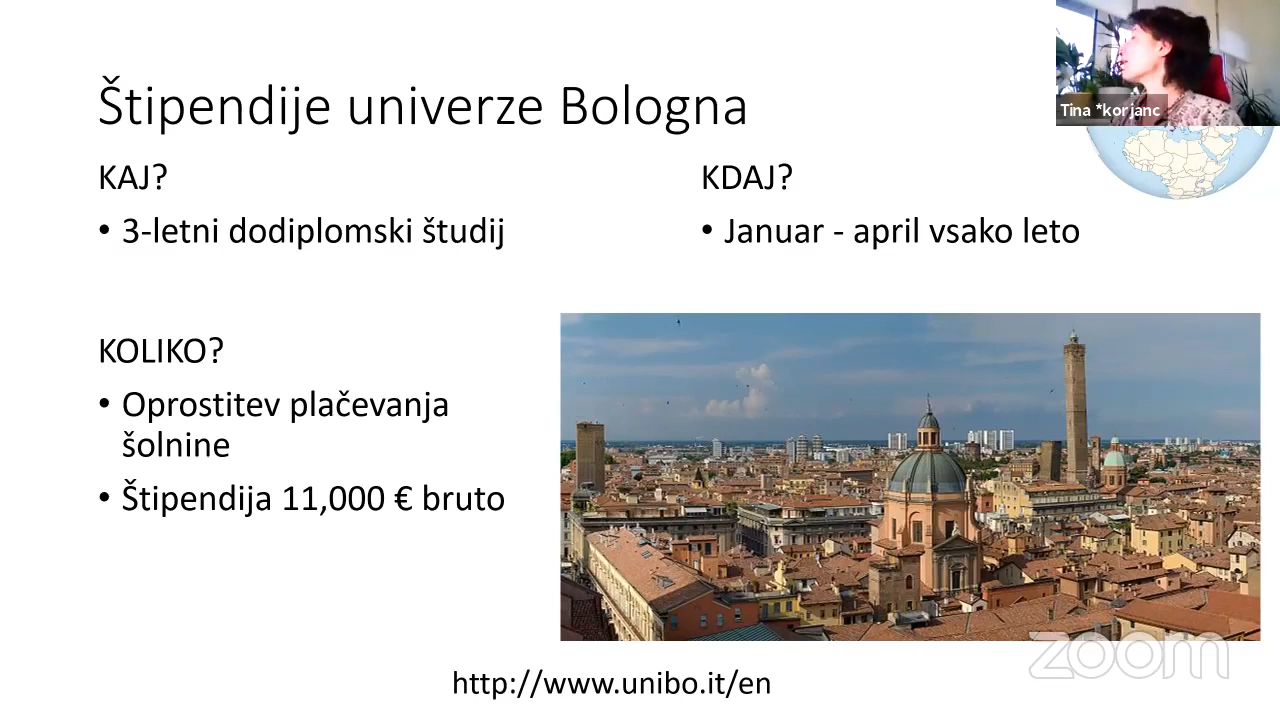 Štipendije univerze Bologna
Tina *korjanc
KAJ?
• 3-letni dodiplomski študij
KDAJ?
• Januar - april vsako leto
KOLIKO?
• Oprostitev plačevanja
šolnine
• Štipendija 11,000 € bruto
zoom
http://www.unibo.it/en